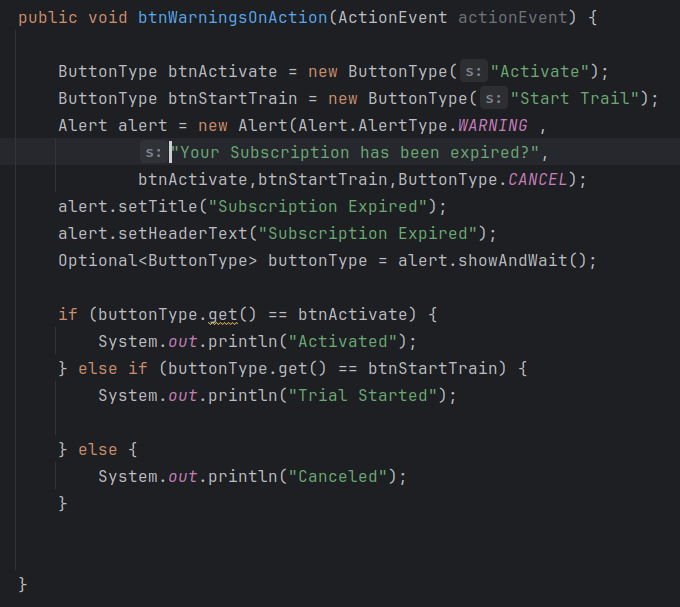 public void btnWarningsOnAction(ActionEvent actionEvent) {
ButtonType btnActivate = new ButtonType( s: "Activate");
ButtonType btnStartTrain = new ButtonType( s: "Start Trail");
Alert alert = new Alert(Alert.AlertType.WARNING ,
s: "Your Subscription has been expired?",
btnActivate,btnStartTrain,ButtonType.CANCEL);
alert.setTitle("Subscription Expired");
alert.setHeaderText("Subscription Expired");
Optional<ButtonType> buttonType = alert.showAndWait();
if (buttonType.get() == btnActivate) {
System.out.println("Activated");
} else if (buttonType.get() == btnStartTrain) {
System.out.println("Trial Started");
} else {
System.out.println("Canceled");
}
}